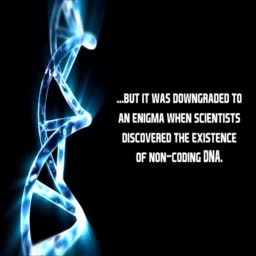 ...BUT IT WAS DOWNGRADED TO
AN ENIGMA WHEN SCIENTISTS
DISCOVERED THE EXISTENCE
OF NON-CODING DNA.